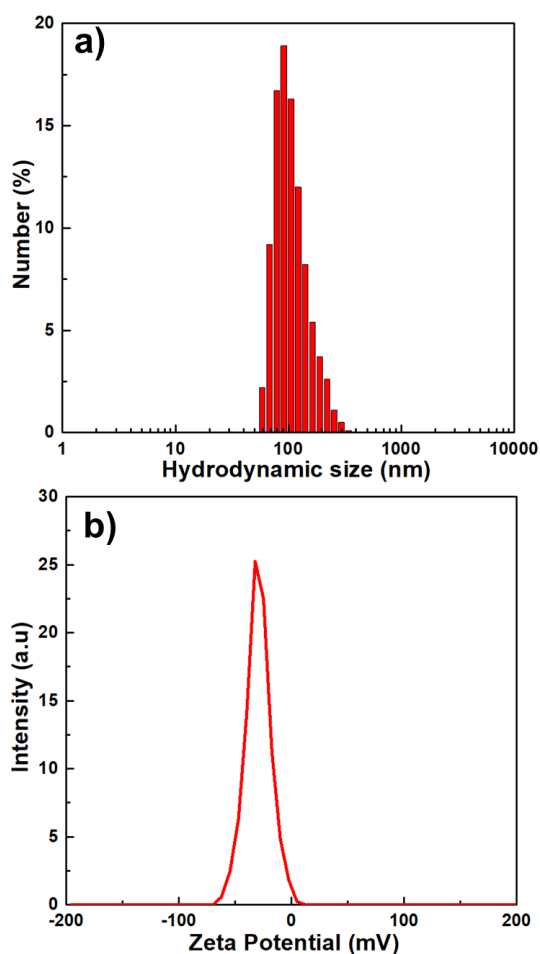 a)
20
15
10
5
0
Number (%)
1 10 100 1000 10000
Hydrodynamic size (nm)
b)
30
25
20
15
10
5
0
Intensity (a.u)
-200 -100 0 100 200
Zeta Potential (mV)